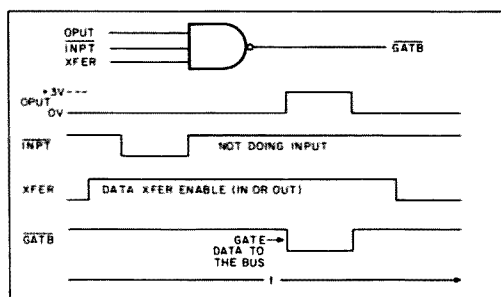 OPUT
INPT
XFER
GATB
+3V---
OPUT
0V
INPT
NOT DOING INPUT
XFER
DATA XFER ENABLE (IN OR OUT)
GATB
GATE→
DATA TO
THE BUS
t